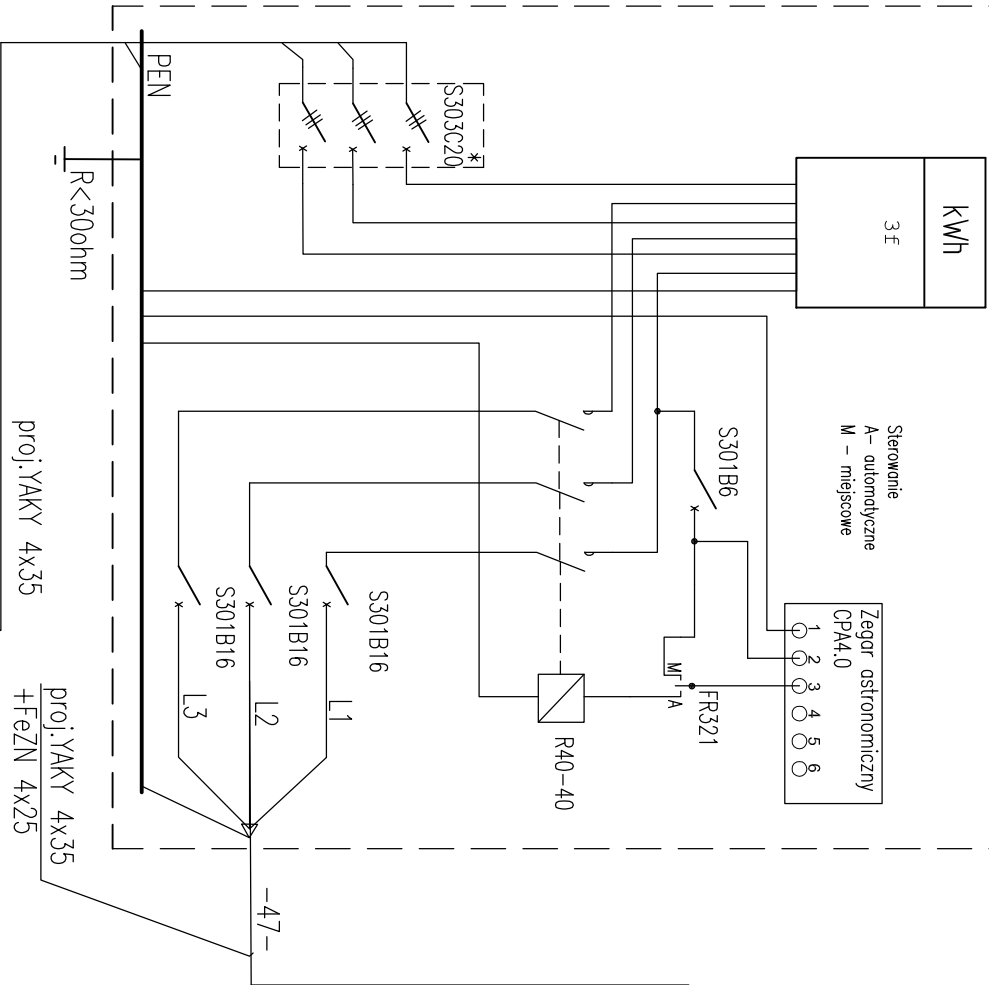 kWh
3f
Sterowanie
A- automatyczne
M - miejscowe
Zegar astronomiczny
CPA4.0
1
2
3
4
5
6
S303C20
*
S301B6
M
A
FR321
R40-40
PEN
R<30ohm
S301B16
S301B16
S301B16
L1
L2
L3
-47-
proj.YAKY 4x35
proj.YAKY 4x35
+FeZN 4x25